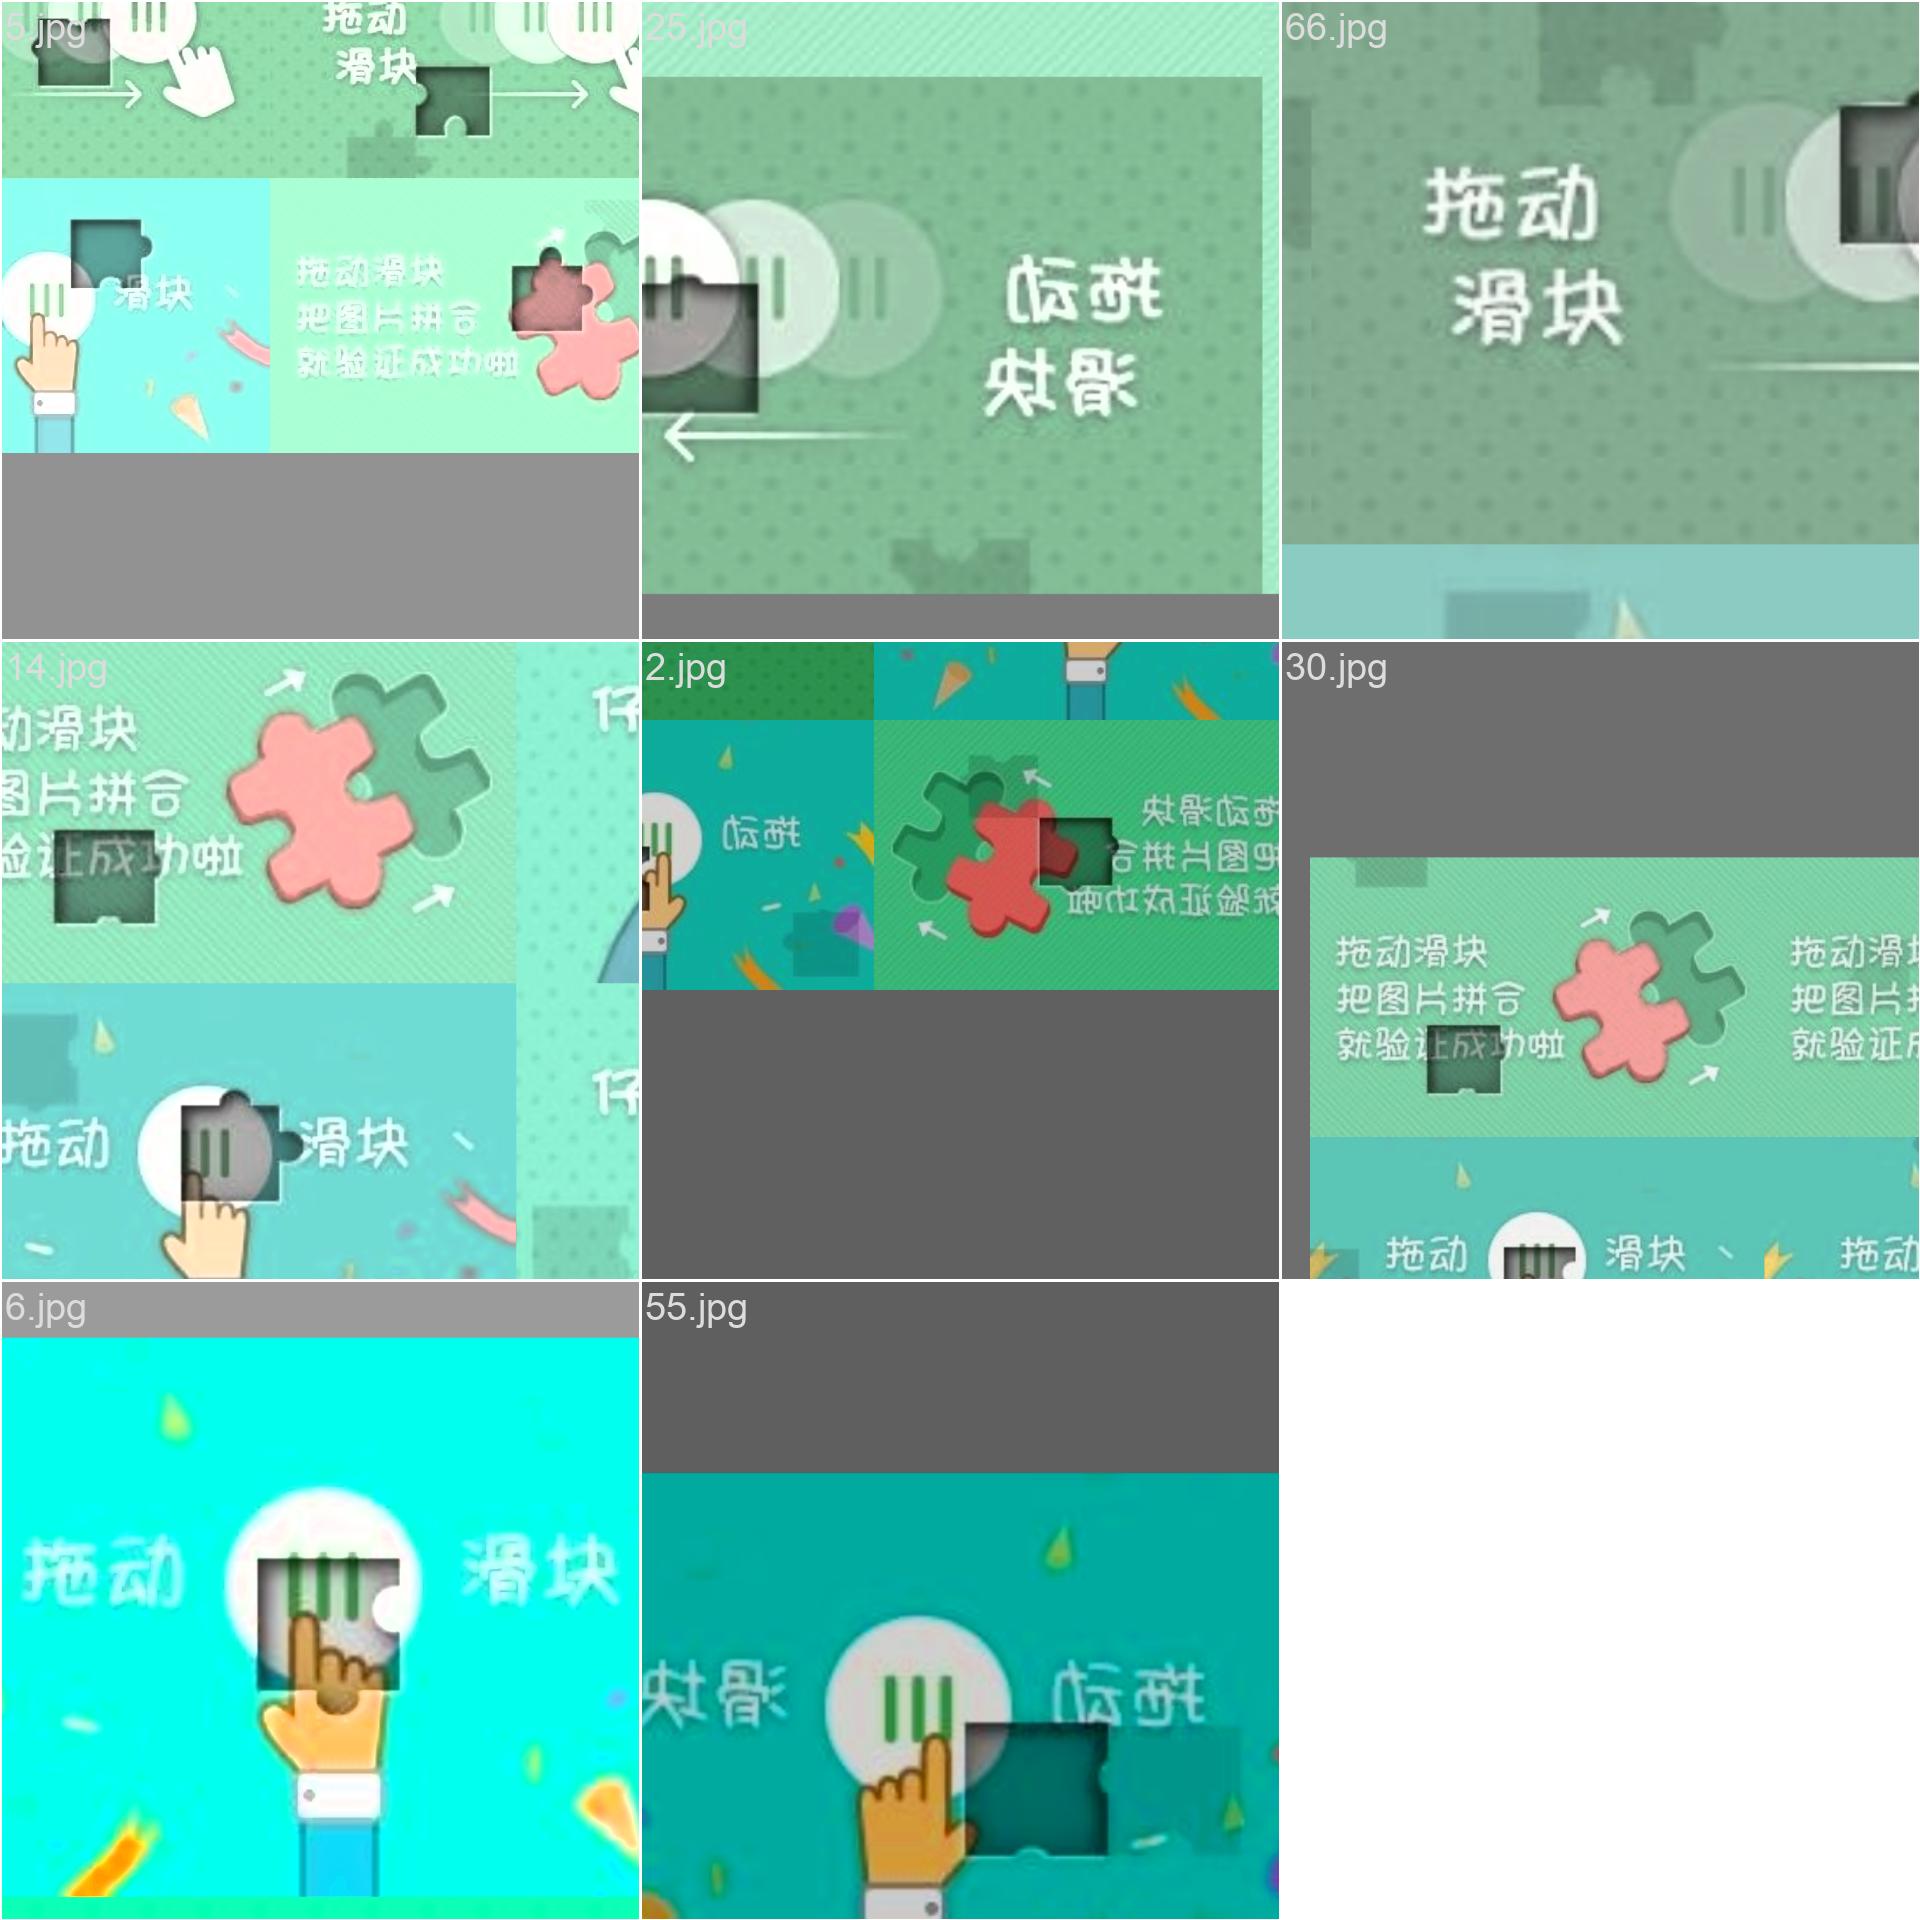 5.jpg
拖动
滑块
滑块
拖动滑块
把图片拼合
就验证成功啦
25.jpg
拖动
滑块
66.jpg
拖动
滑块
14.jpg
动滑块
图片拼合
验证成功啦
仔
拖动
滑块
仔
2.jpg
拖动
拖动滑块
把图片拼合
就验证成功啦
30.jpg
拖动滑块
把图片拼合
就验证成功啦
拖动滑块
把图片拼
就验证成
拖动
滑块
拖动
6.jpg
拖动
滑块
55.jpg
滑块
拖动